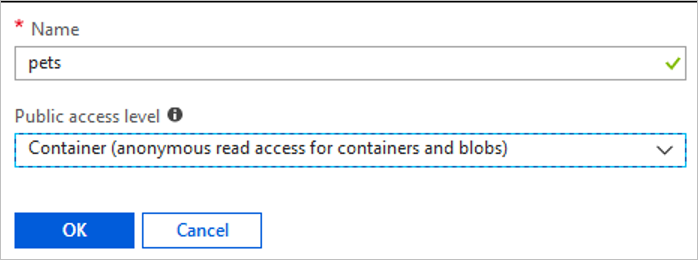 * Name
pets
Public access level
Container (anonymous read access for containers and blobs)
OK Cancel